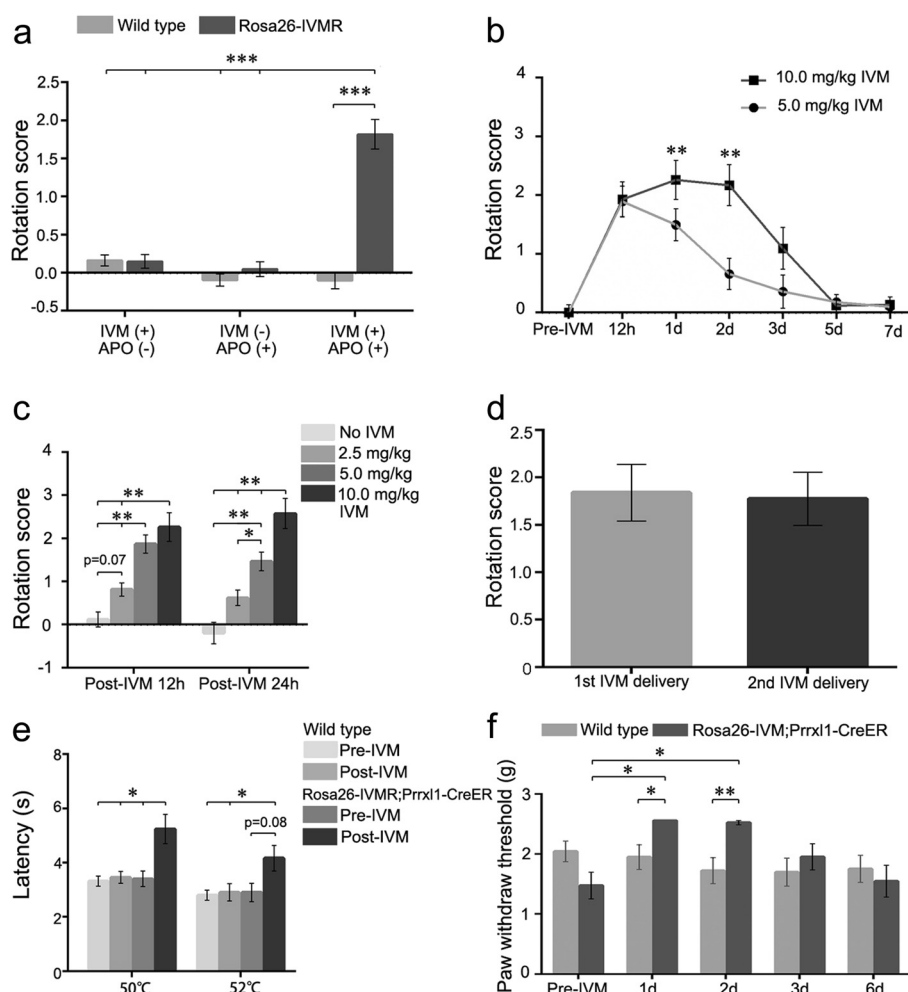 a
Wild type Rosa26-IVMR
***
***
Rotation score
2.5
2.0
1.5
1.0
0.5
0.0
-0.5
IVM (+) IVM (-) IVM (+)
APO (-) APO (+) APO (+)
b
10.0 mg/kg IVM
5.0 mg/kg IVM
** **
Rotation score
4
3
2
1
0
Pre-IVM 12h 1d 2d 3d 5d 7d
c
No IVM
2.5 mg/kg
5.0 mg/kg
10.0 mg/kg
IVM
** **
** **
p=0.07 *
Rotation score
4
3
2
1
0
-1
Post-IVM 12h Post-IVM 24h
d
Rotation score
2.5
2.0
1.5
1.0
0.5
0
1st IVM delivery 2nd IVM delivery
e
Wild type
Pre-IVM
Post-IVM
Rosa26-IVMR;Prrxl1-CreER
Pre-IVM
Post-IVM
* *
p=0.08
Latency (s)
8
6
4
2
0
50℃ 52℃
f
Wild type Rosa26-IVM;Prrxl1-CreER
*
*
* **
Paw withdraw threshold (g)
3
2
1
0
Pre-IVM 1d 2d 3d 6d